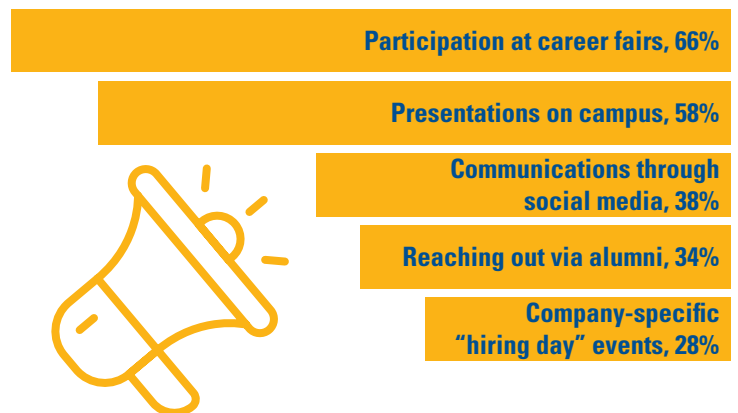 Participation at career fairs, 66%
Presentations on campus, 58%
Communications through
social media, 38%
Reaching out via alumni, 34%
Company-specific
“hiring day” events, 28%